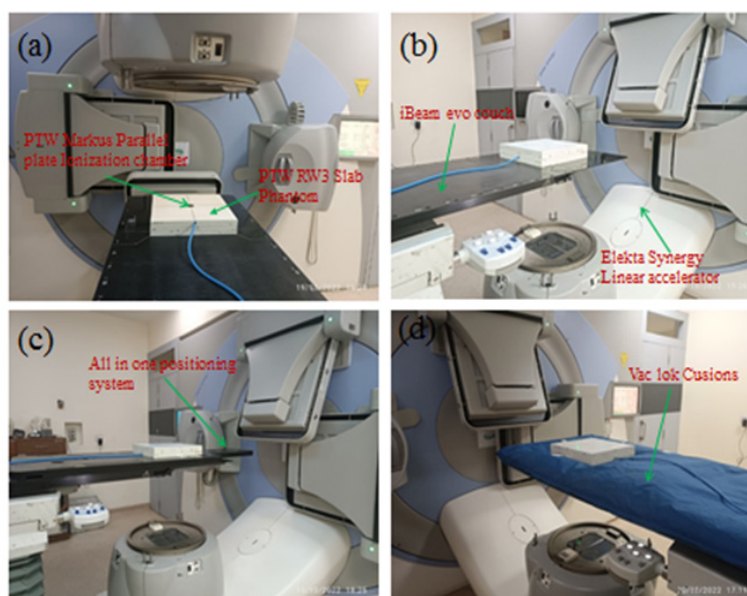 (a)
PTW Markus Parallel
plate Ionization chamber
PTW RW3 Slab
Phantom
(b)
iBeam evo couch
Elekta Synergy
Linear accelerator
(c)
All in one positioning
system
(d)
Vac lok Cusions